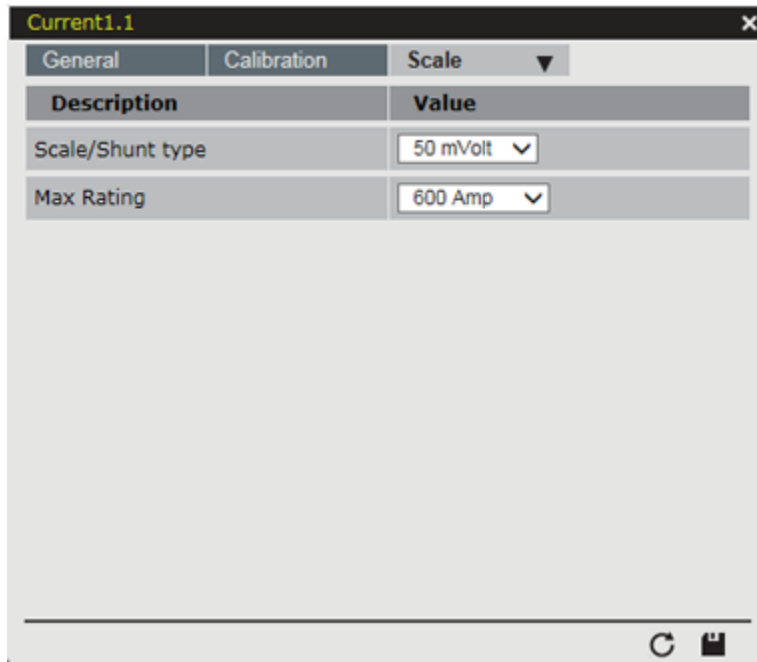 Current1.1
General Calibration Scale
Description Value
Scale/Shunt type 50 mVolt
Max Rating 600 Amp